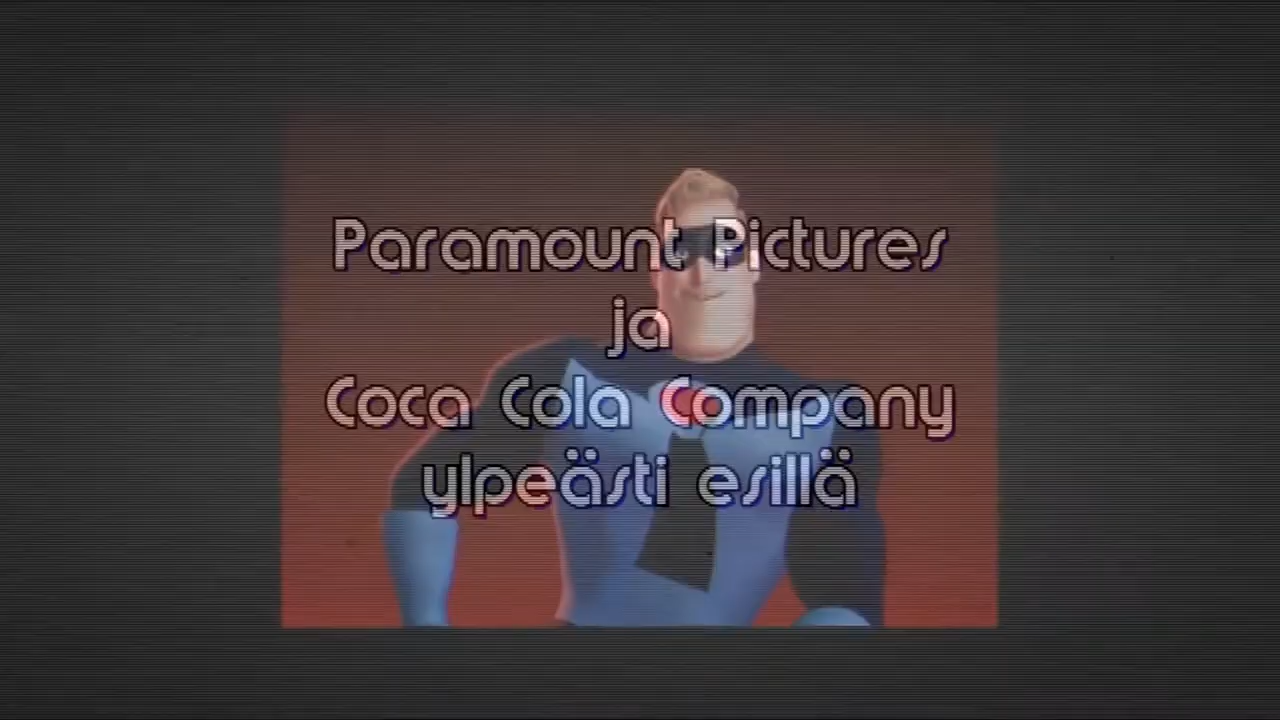 Paramount Pictures
ja
Coca Cola Company
ylpeästi esillä